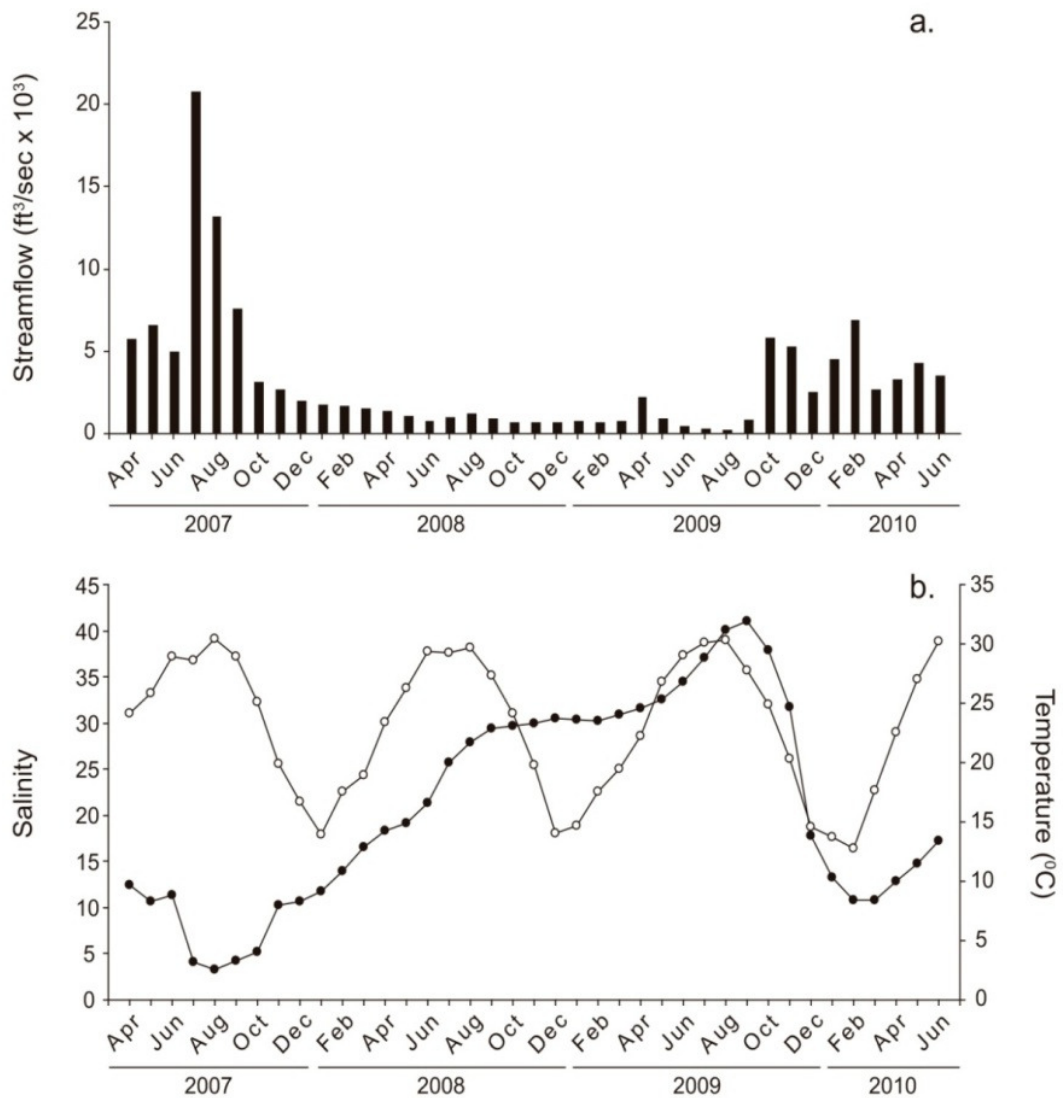 a.
Streamflow (ft³/sec x 10³)
25
20
15
10
5
0
Apr Jun Aug Oct Dec Feb Apr Jun Aug Oct Dec Feb Apr Jun Aug Oct Dec Feb Apr Jun
2007 2008 2009 2010
b.
Salinity
45
40
35
30
25
20
15
10
5
0
Temperature (⁰C)
35
30
25
20
15
10
5
0
Apr Jun Aug Oct Dec Feb Apr Jun Aug Oct Dec Feb Apr Jun Aug Oct Dec Feb Apr Jun
2007 2008 2009 2010